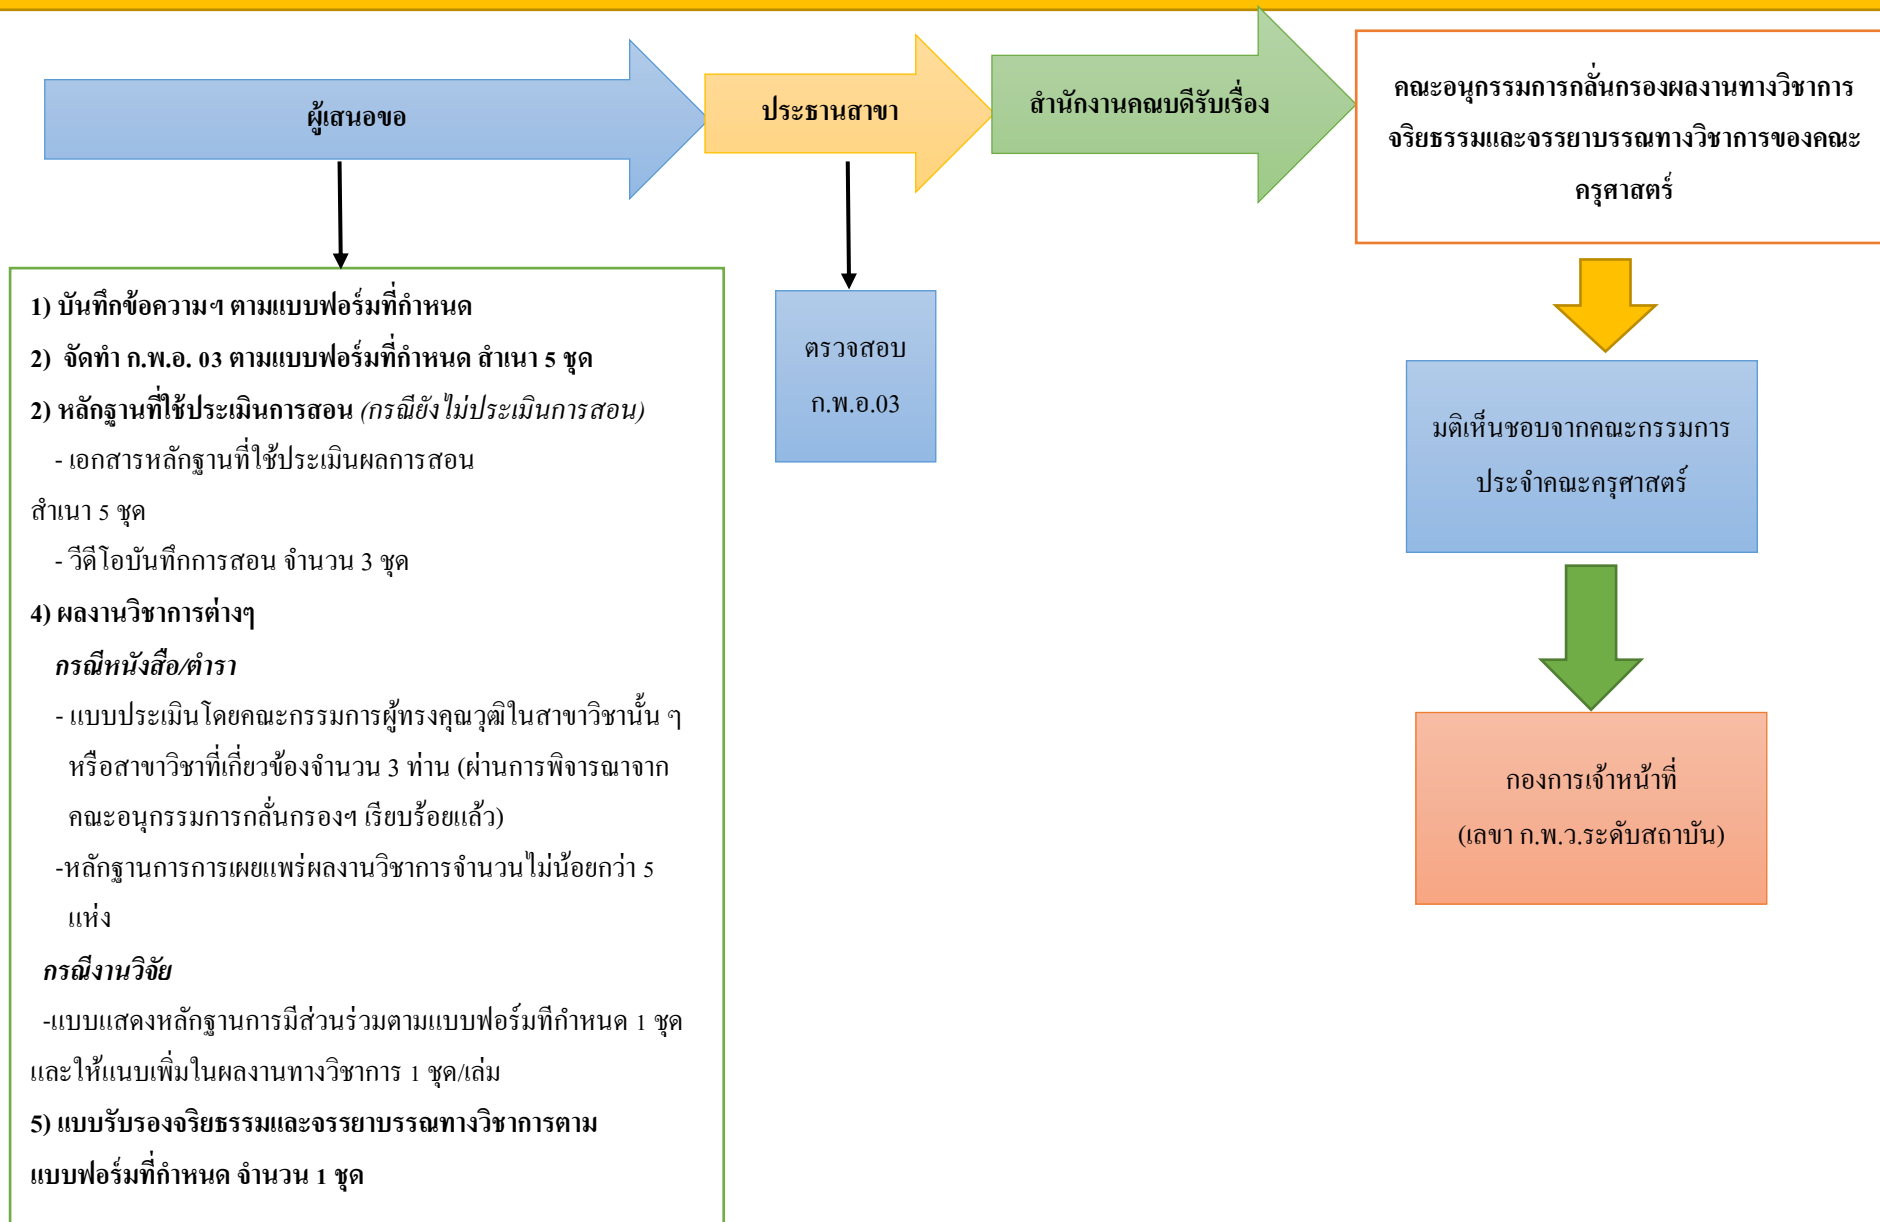 ผู้เสนอขอ
ประธานสาขา
สำนักงานคณบดีรับเรื่อง
คณะอนุกรรมการกลั่นกรองผลงานทางวิชาการ
จริยธรรมและจรรยาบรรณทางวิชาการของคณะ
ครุศาสตร์
1) บันทึกข้อความฯ ตามแบบฟอร์มที่กำหนด
2) จัดทำ ก.พ.อ. 03 ตามแบบฟอร์มที่กำหนด สำเนา 5 ชุด
2) หลักฐานที่ใช้ประเมินการสอน (กรณียังไม่ประเมินการสอน)
- เอกสารหลักฐานที่ใช้ประเมินผลการสอน
สำเนา 5 ชุด
- วีดีโอบันทึกการสอน จำนวน 3 ชุด
4) ผลงานวิชาการต่างๆ
กรณีหนังสือ/ตำรา
- แบบประเมินโดยคณะกรรมการผู้ทรงคุณวุฒิในสาขาวิชานั้น ๆ
หรือสาขาวิชาที่เกี่ยวข้องจำนวน 3 ท่าน (ผ่านการพิจารณาจาก
คณะอนุกรรมการกลั่นกรองฯ เรียบร้อยแล้ว)
-หลักฐานการการเผยแพร่ผลงานวิชาการจำนวนไม่น้อยกว่า 5
แห่ง
กรณีงานวิจัย
-แบบแสดงหลักฐานการมีส่วนร่วมตามแบบฟอร์มทีกำหนด 1 ชุด
และให้แนบเพิ่มในผลงานทางวิชาการ 1 ชุด/เล่ม
5) แบบรับรองจริยธรรมและจรรยาบรรณทางวิชาการตาม
แบบฟอร์มที่กำหนด จำนวน 1 ชุด
ตรวจสอบ
ก.พ.อ.03
มติเห็นชอบจากคณะกรรมการ
ประจำคณะครุศาสตร์
กองการเจ้าหน้าที่
(เลขา ก.พ.ว.ระดับสถาบัน)